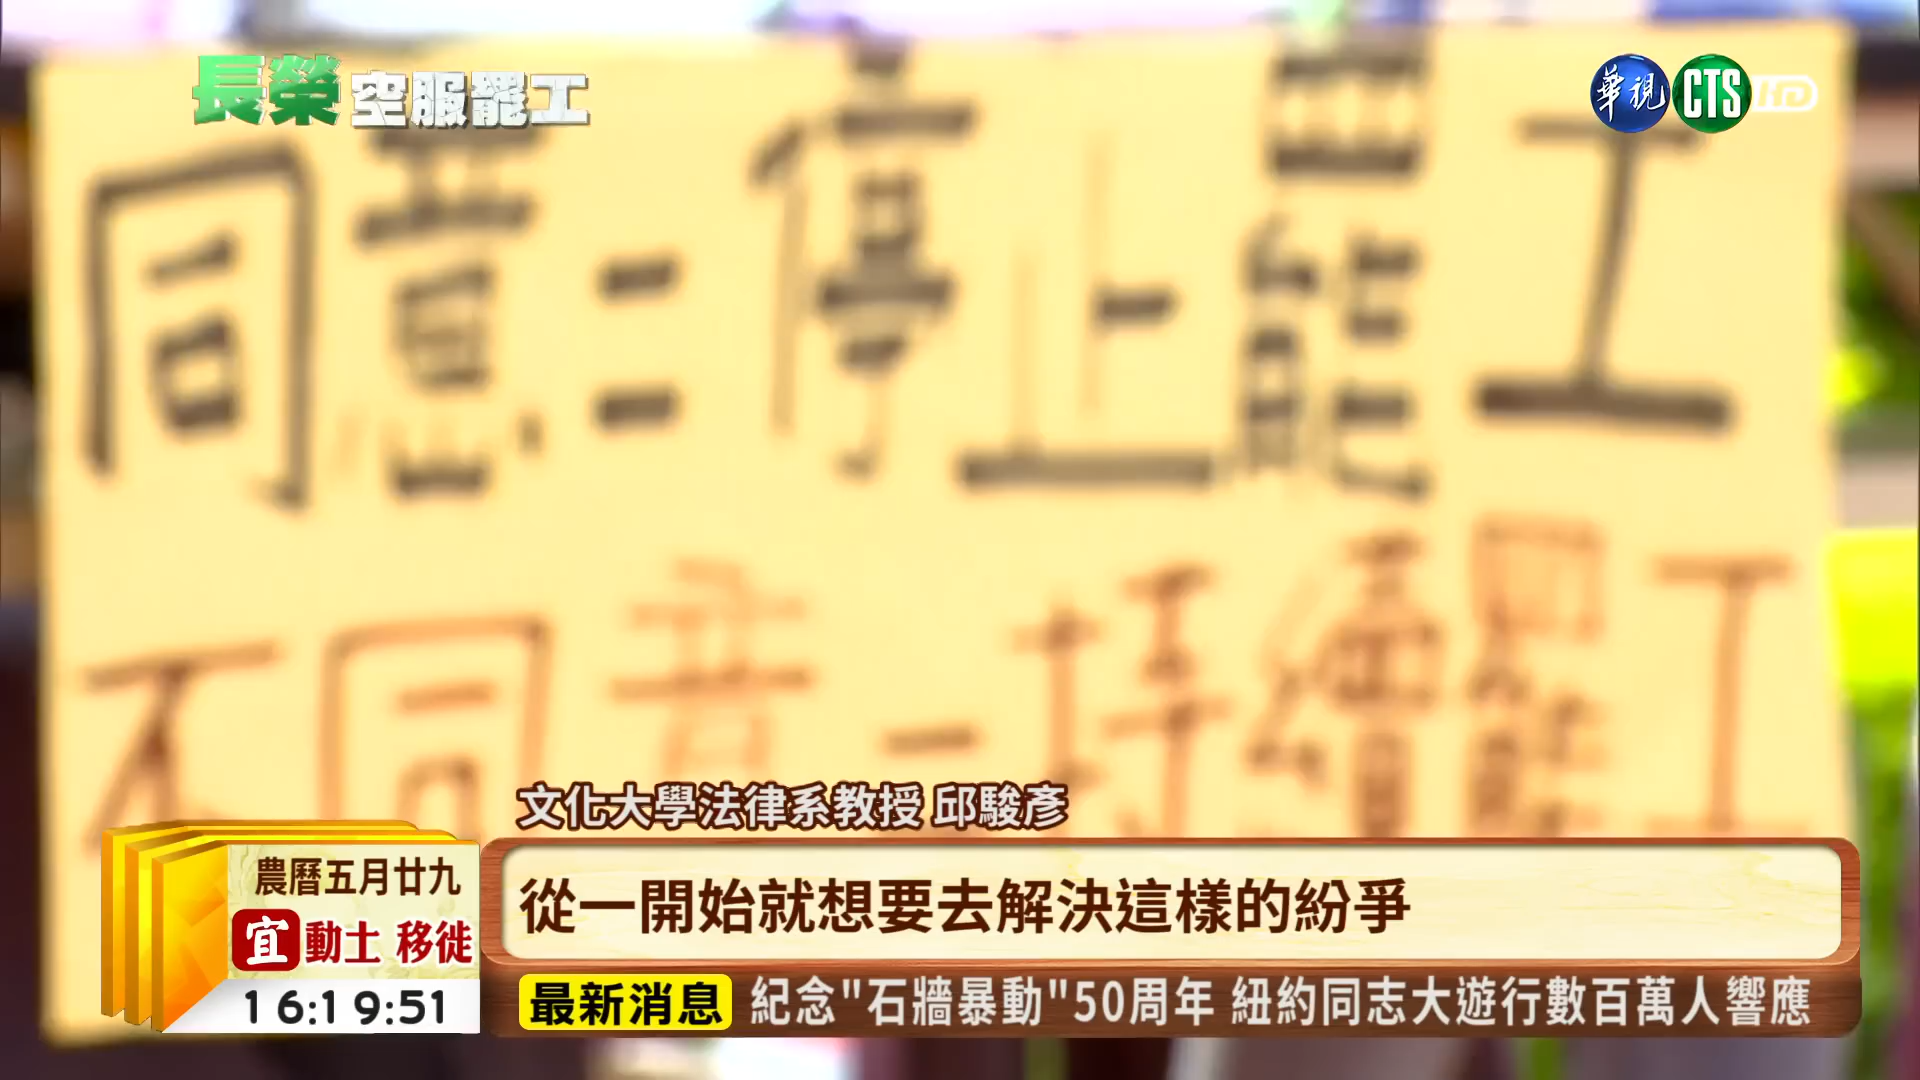 長榮空服罷工
華視 CTS HD
同意=停止罷工
不同意-持續罷工
文化大學法律系教授 邱駿彥
農曆五月廿九
從一開始就想要去解決這樣的紛爭
宜 動土 移徙
16:19:51
最新消息 紀念"石牆暴動"50周年 紐約同志大遊行數百萬人響應